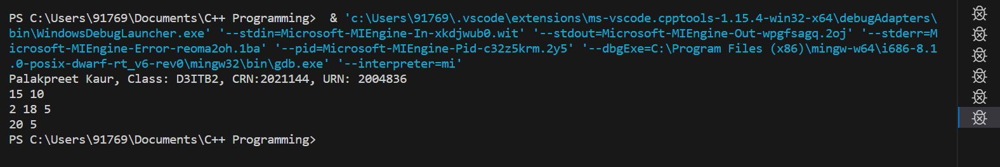 PS C:\Users\91769\Documents\C++ Programming>  & 'c:\Users\91769\.vscode\extensions\ms-vscode.cpptools-1.15.4-win32-x64\debugAdapters\
bin\WindowsDebugLauncher.exe' '--stdin=Microsoft-MIEngine-In-xkdjwub0.wit' '--stdout=Microsoft-MIEngine-Out-wpgfsagq.2oj' '--stderr=M
icrosoft-MIEngine-Error-reoma2oh.1ba' '--pid=Microsoft-MIEngine-Pid-c32z5krm.2y5' '--dbgExe=C:\Program Files (x86)\mingw-w64\i686-8.1
.0-posix-dwarf-rt_v6-rev0\mingw32\bin\gdb.exe' '--interpreter=mi'
Palakpreet Kaur, Class: D3ITB2, CRN:2021144, URN: 2004836
15 10
2 18 5
20 5
PS C:\Users\91769\Documents\C++ Programming>